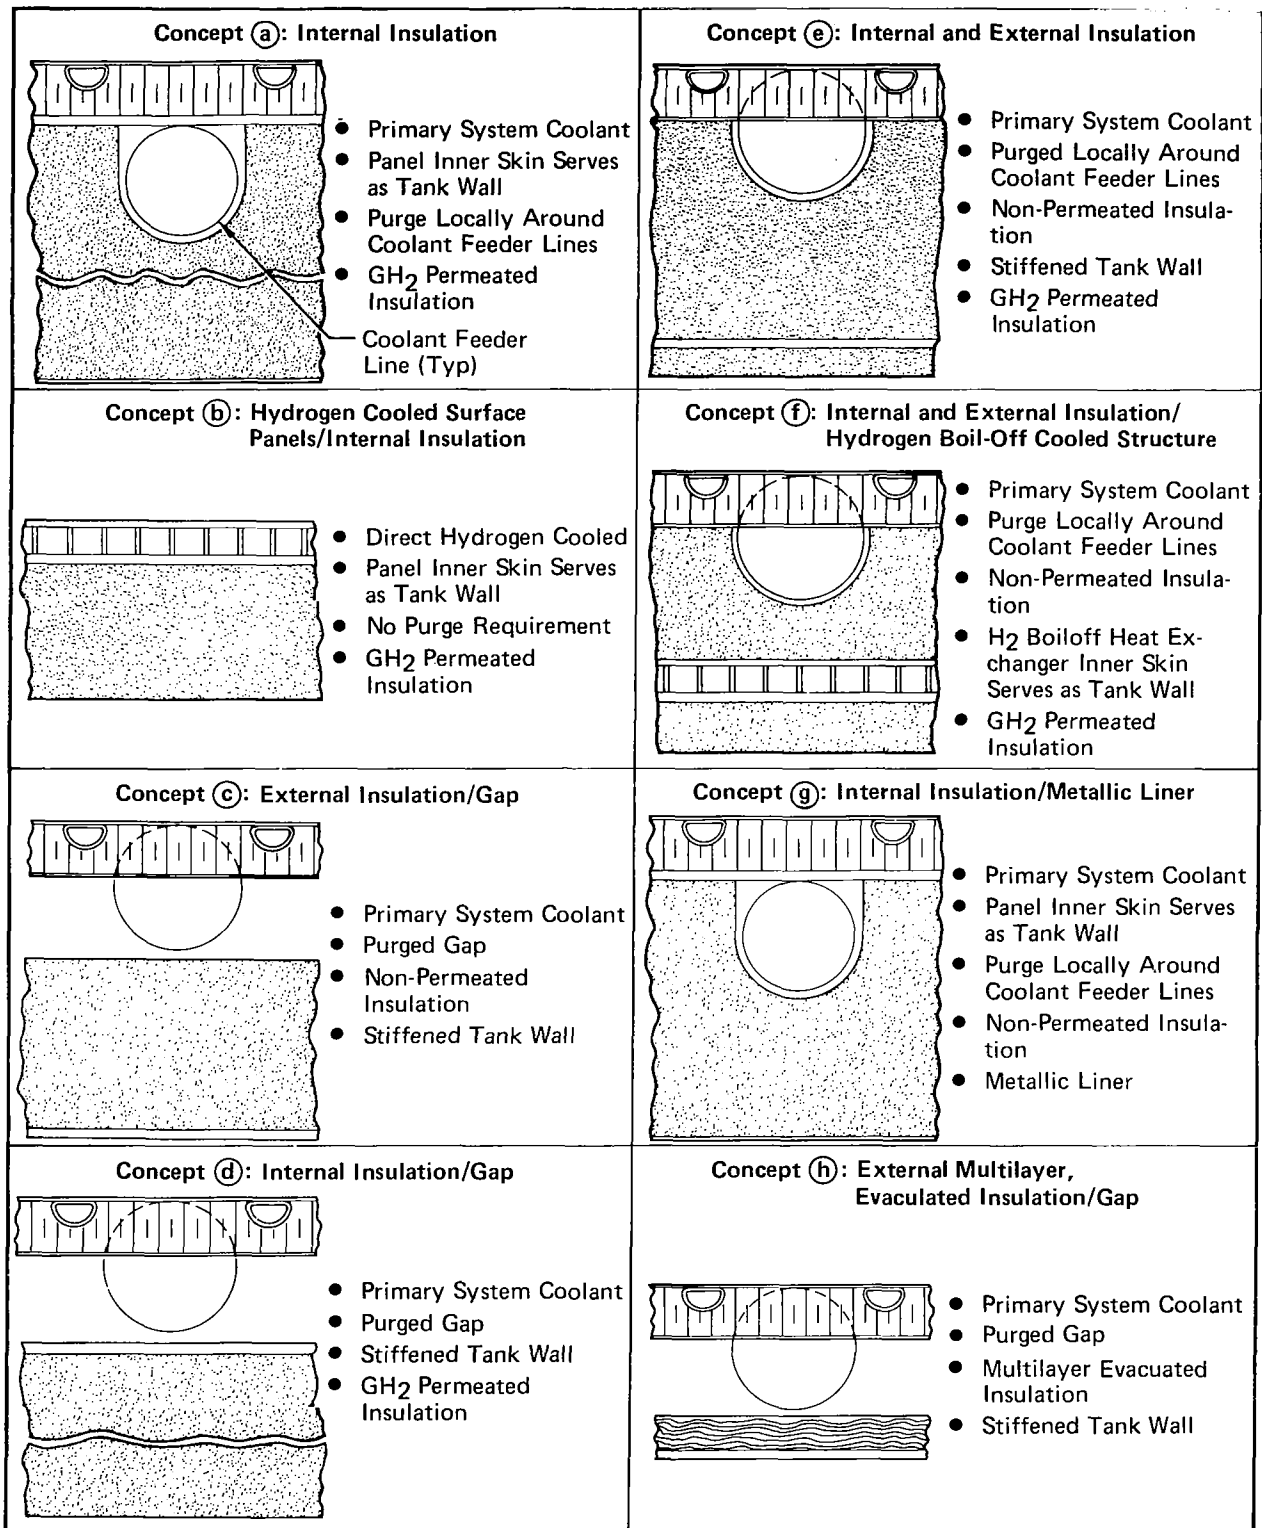 Concept ⓐ: Internal Insulation
● Primary System Coolant
● Panel Inner Skin Serves
as Tank Wall
● Purge Locally Around
Coolant Feeder Lines
● GH2 Permeated
Insulation
Coolant Feeder
Line (Typ)
Concept ⓑ: Hydrogen Cooled Surface
Panels/Internal Insulation
● Direct Hydrogen Cooled
● Panel Inner Skin Serves
as Tank Wall
● No Purge Requirement
● GH2 Permeated
Insulation
Concept ⓒ: External Insulation/Gap
● Primary System Coolant
● Purged Gap
● Non-Permeated
Insulation
● Stiffened Tank Wall
Concept ⓓ: Internal Insulation/Gap
● Primary System Coolant
● Purged Gap
● Stiffened Tank Wall
● GH2 Permeated
Insulation
Concept ⓔ: Internal and External Insulation
● Primary System Coolant
● Purged Locally Around
Coolant Feeder Lines
● Non-Permeated Insula-
tion
● Stiffened Tank Wall
● GH2 Permeated
Insulation
Concept ⓕ: Internal and External Insulation/
Hydrogen Boil-Off Cooled Structure
● Primary System Coolant
● Purge Locally Around
Coolant Feeder Lines
● Non-Permeated Insula-
tion
● H2 Boiloff Heat Ex-
changer Inner Skin
Serves as Tank Wall
● GH2 Permeated
Insulation
Concept ⓖ: Internal Insulation/Metallic Liner
● Primary System Coolant
● Panel Inner Skin Serves
as Tank Wall
● Purge Locally Around
Coolant Feeder Lines
● Non-Permeated Insula-
tion
● Metallic Liner
Concept ⓗ: External Multilayer,
Evaculated Insulation/Gap
● Primary System Coolant
● Purged Gap
● Multilayer Evacuated
Insulation
● Stiffened Tank Wall